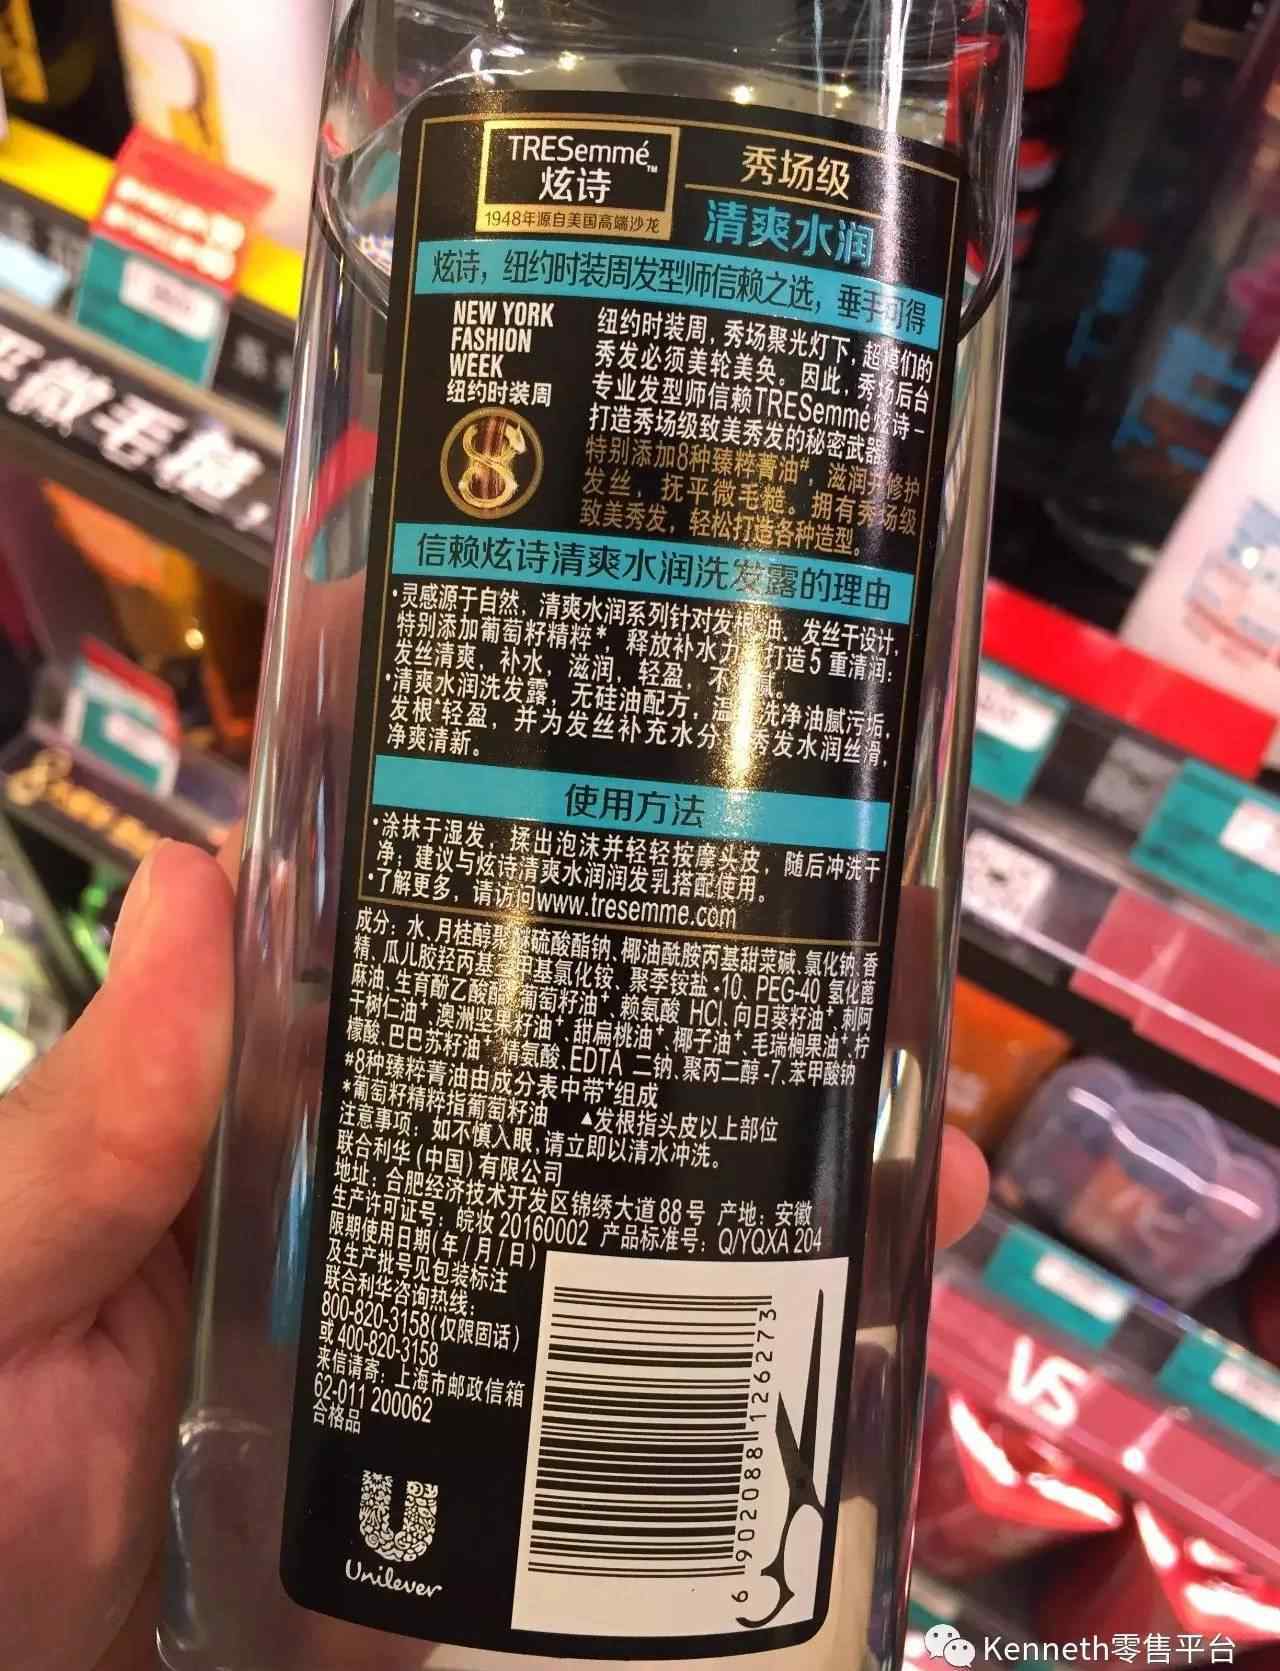 TRESemmé™
炫诗
1948年源自美国高端沙龙
秀场级
清爽水润
炫诗，纽约时装周发型师信赖之选，垂手可得
NEW YORK
FASHION
WEEK
纽约时装周
纽约时装周，秀场聚光灯下，超模们的
秀发必须美轮美奂。因此，秀场后台
专业发型师信赖TRESemmé炫诗–
打造秀场级致美秀发的秘密武器
特别添加8种臻粹菁油#，滋润并修护
发丝，抚平微毛糙。拥有秀场级
致美秀发，轻松打造各种造型。
信赖炫诗清爽水润洗发露的理由
•灵感源于自然，清爽水润系列针对发根油、发丝干设计，
特别添加葡萄籽精粹*，释放补水力 打造5重清润：
发丝清爽，补水，滋润，轻盈，不 腻。
•清爽水润洗发露，无硅油配方，温 洗净油腻污垢，
发根▲轻盈，并为发丝补充水分 秀发水润丝滑，
净爽清新。
使用方法
•涂抹于湿发，揉出泡沫并轻轻按摩头皮，随后冲洗干
净；建议与炫诗清爽水润润发乳搭配使用。
•了解更多，请访问www.tresemme.com
成分：水、月桂醇聚醚硫酸酯钠、椰油酰胺丙基甜菜碱、氯化钠、香
精、瓜儿胶羟丙基三甲基氯化铵、聚季铵盐-10、PEG-40 氢化蓖
麻油、生育酚乙酸酯、葡萄籽油⁺、赖氨酸 HCl、向日葵籽油⁺、刺阿
干树仁油⁺、澳洲坚果籽油⁺、甜扁桃油⁺、椰子油⁺、毛瑞榈果油⁺、柠
檬酸、巴巴苏籽油⁺、精氨酸、EDTA 二钠、聚丙二醇-7、苯甲酸钠
#8种臻粹菁油由成分表中带⁺组成
*葡萄籽精粹指葡萄籽油 ▲发根指头皮以上部位
注意事项：如不慎入眼，请立即以清水冲洗。
联合利华（中国）有限公司
地址：合肥经济技术开发区锦绣大道88号 产地：安徽
生产许可证号：皖妆 20160002 产品标准号：Q/YQXA 204
限期使用日期(年/月/日)
及生产批号见包装标注
联合利华咨询热线：
800-820-3158(仅限固话)
或 400-820-3158
来信请寄：上海市邮政信箱
62-011 200062
合格品
Unilever
6 902088 126273
平微毛糙，
VS
Kenneth零售平台